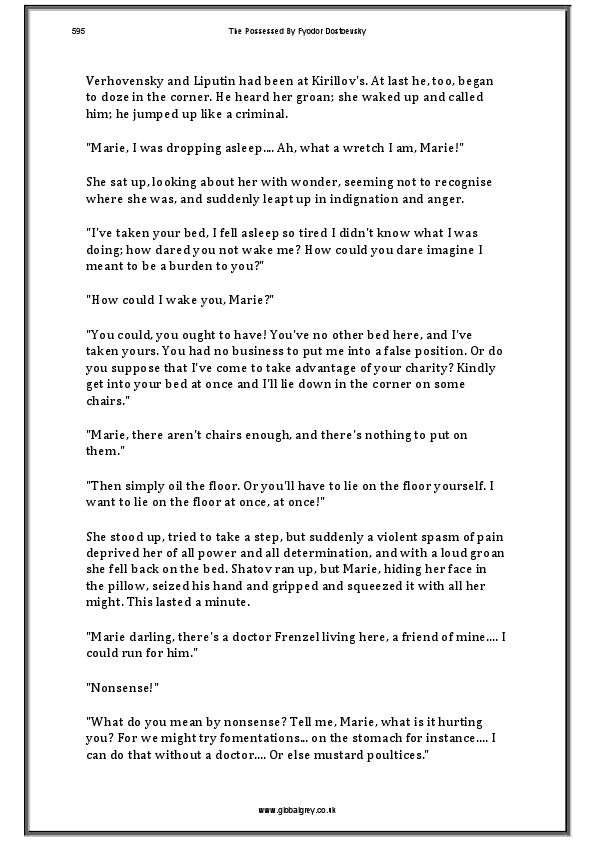 595
The Possessed By Fyodor Dostoevsky
Verhovensky and Liputin had been at Kirillov's. At last he, too, began
to doze in the corner. He heard her groan; she waked up and called
him; he jumped up like a criminal.
"Marie, I was dropping asleep.... Ah, what a wretch I am, Marie!"
She sat up, looking about her with wonder, seeming not to recognise
where she was, and suddenly leapt up in indignation and anger.
"I've taken your bed, I fell asleep so tired I didn't know what I was
doing; how dared you not wake me? How could you dare imagine I
meant to be a burden to you?"
"How could I wake you, Marie?"
"You could, you ought to have! You've no other bed here, and I've
taken yours. You had no business to put me into a false position. Or do
you suppose that I've come to take advantage of your charity? Kindly
get into your bed at once and I'll lie down in the corner on some
chairs."
"Marie, there aren't chairs enough, and there's nothing to put on
them."
"Then simply oil the floor. Or you'll have to lie on the floor yourself. I
want to lie on the floor at once, at once!"
She stood up, tried to take a step, but suddenly a violent spasm of pain
deprived her of all power and all determination, and with a loud groan
she fell back on the bed. Shatov ran up, but Marie, hiding her face in
the pillow, seized his hand and gripped and squeezed it with all her
might. This lasted a minute.
"Marie darling, there's a doctor Frenzel living here, a friend of mine.... I
could run for him."
"Nonsense!"
"What do you mean by nonsense? Tell me, Marie, what is it hurting
you? For we might try fomentations... on the stomach for instance.... I
can do that without a doctor.... Or else mustard poultices."
www.globalgrey.co.uk